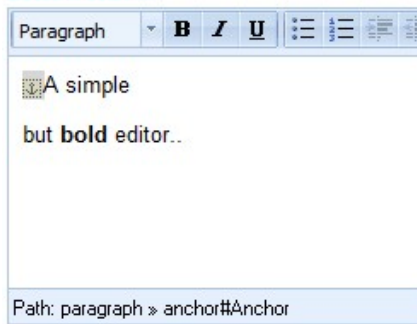 Paragraph B I U
A simple
but bold editor..
Path: paragraph » anchor#Anchor